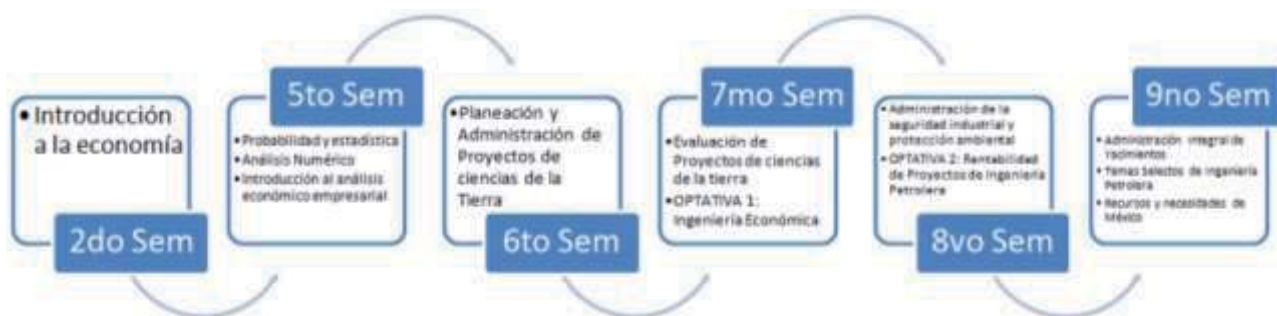 • Introducción
a la economía
2do Sem
5to Sem
• Probabilidad y estadística
• Análisis Numérico
• Introducción al análisis
económico empresarial
• Planeación y
Administración de
Proyectos de
ciencias de la
Tierra
6to Sem
7mo Sem
• Evaluación de
Proyectos de ciencias
de la tierra
• OPTATIVA 1:
Ingeniería Económica
• Administración de la
seguridad industrial y
protección ambiental
• OPTATIVA 2: Rentabilidad
de Proyectos de Ingeniería
Petrolera
8vo Sem
9no Sem
• Administración integral de
yacimientos
• Temas Selectos de Ingeniería
Petrolera
• Recursos y necesidades de
México